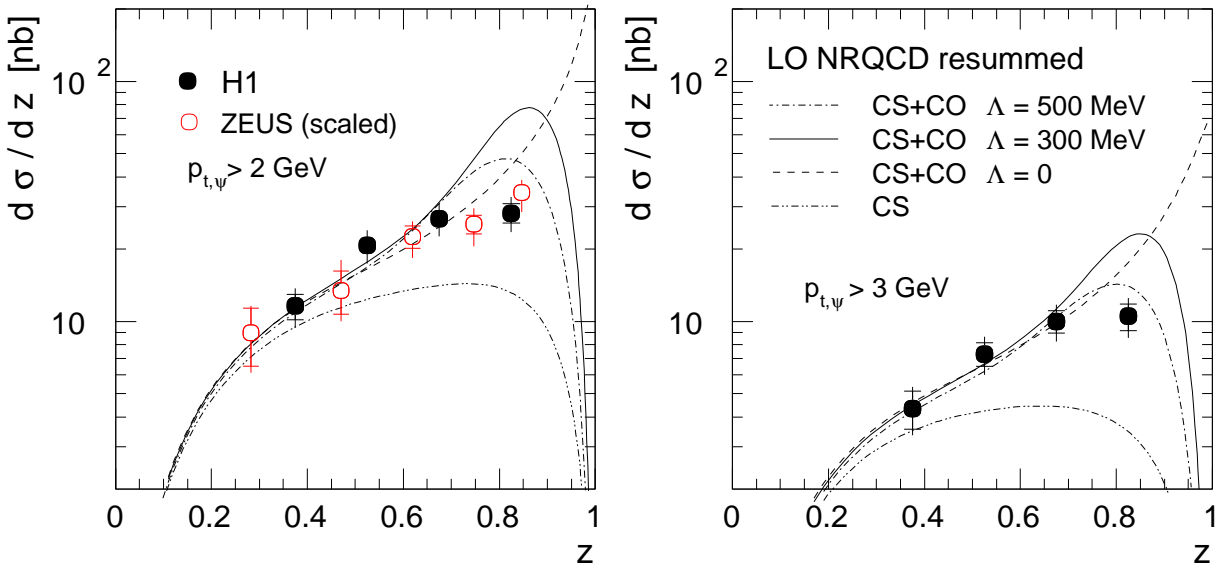 d σ / d z [nb]
10 2
10
H1
ZEUS (scaled)
p t,ψ > 2 GeV
0 0.2 0.4 0.6 0.8 1
z
d σ / d z [nb]
10 2
10
LO NRQCD resummed
CS+CO Λ = 500 MeV
CS+CO Λ = 300 MeV
CS+CO Λ = 0
CS
p t,ψ > 3 GeV
0 0.2 0.4 0.6 0.8 1
z